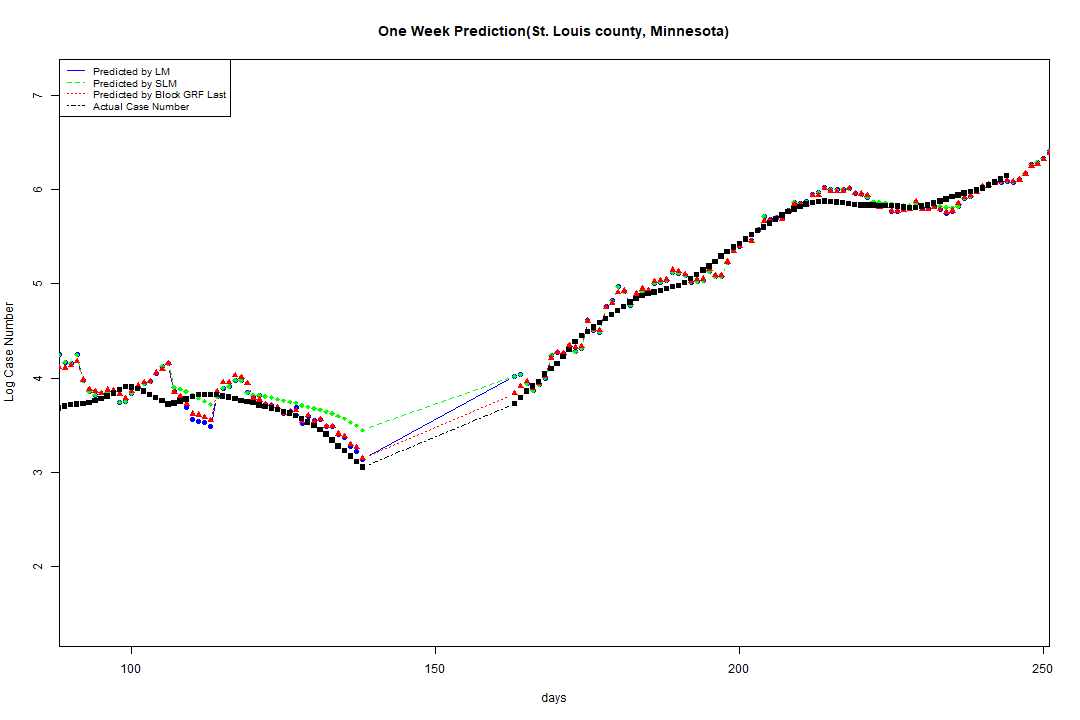 One Week Prediction(St. Louis county, Minnesota)
Predicted by LM
Predicted by SLM
Predicted by Block GRF Last
Actual Case Number
7
6
5
4
3
2
Log Case Number
100 150 200 250
days